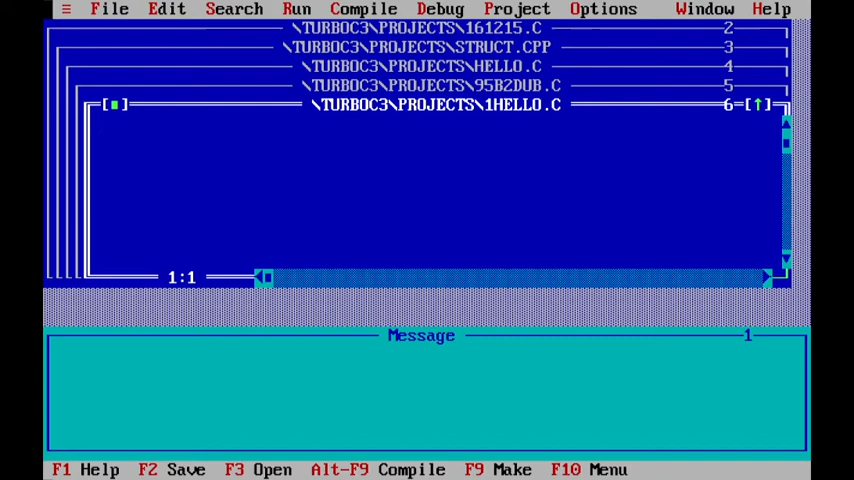 ≡ File Edit Search Run Compile Debug Project Options Window Help
\TURBOC3\PROJECTS\161215.C 2
\TURBOC3\PROJECTS\STRUCT.CPP 3
\TURBOC3\PROJECTS\HELLO.C 4
\TURBOC3\PROJECTS\95B2DUB.C 5
[■] \TURBOC3\PROJECTS\1HELLO.C 6=[↑]
1:1
Message 1
F1 Help F2 Save F3 Open Alt-F9 Compile F9 Make F10 Menu